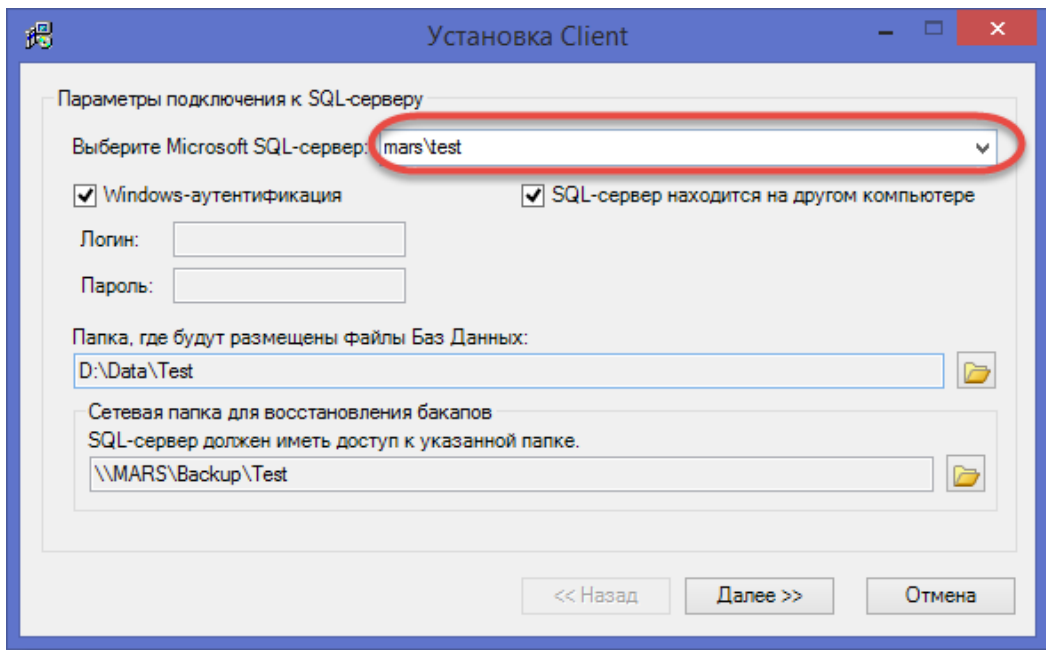 Установка Client
Параметры подключения к SQL-серверу
Выберите Microsoft SQL-сервер: mars\test
Windows-аутентификация SQL-сервер находится на другом компьютере
Логин:
Пароль:
Папка, где будут размещены файлы Баз Данных:
D:\Data\Test
Сетевая папка для восстановления бакапов
SQL-сервер должен иметь доступ к указанной папке.
\\MARS\Backup\Test
<< Назад Далее >> Отмена